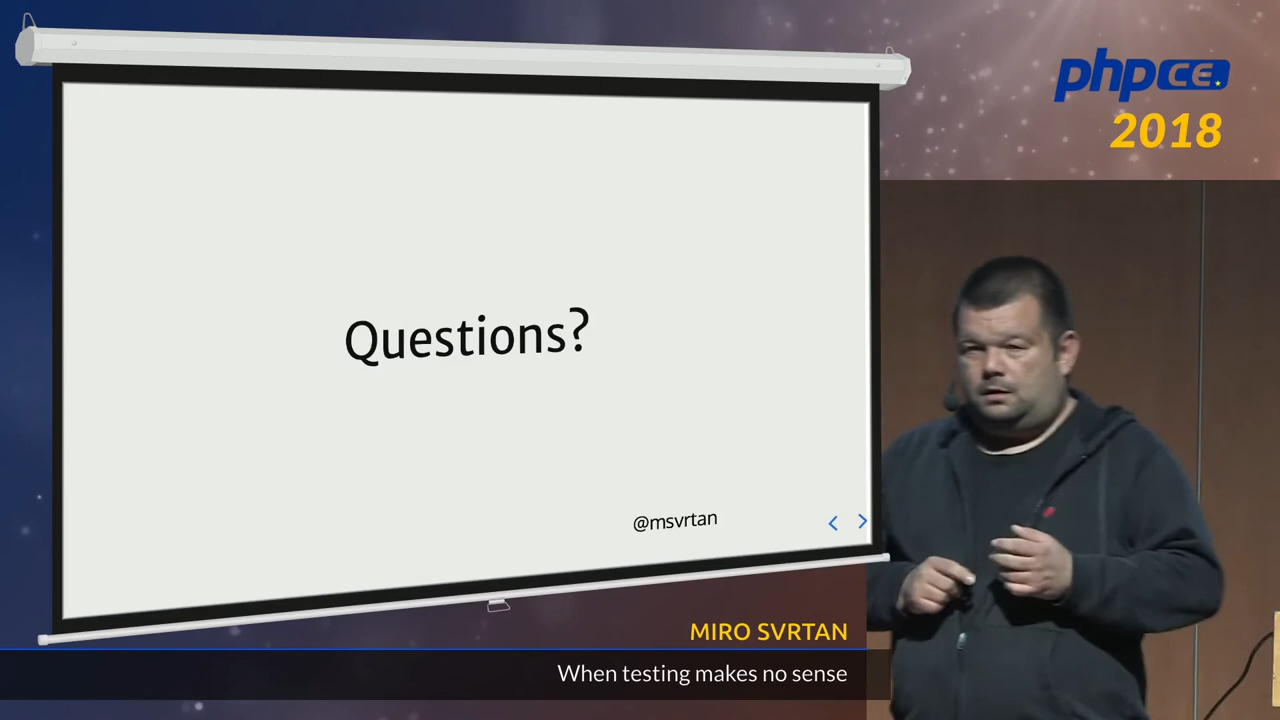 phpCE
2018
Questions?
@msvrtan
MIRO SVRTAN
When testing makes no sense